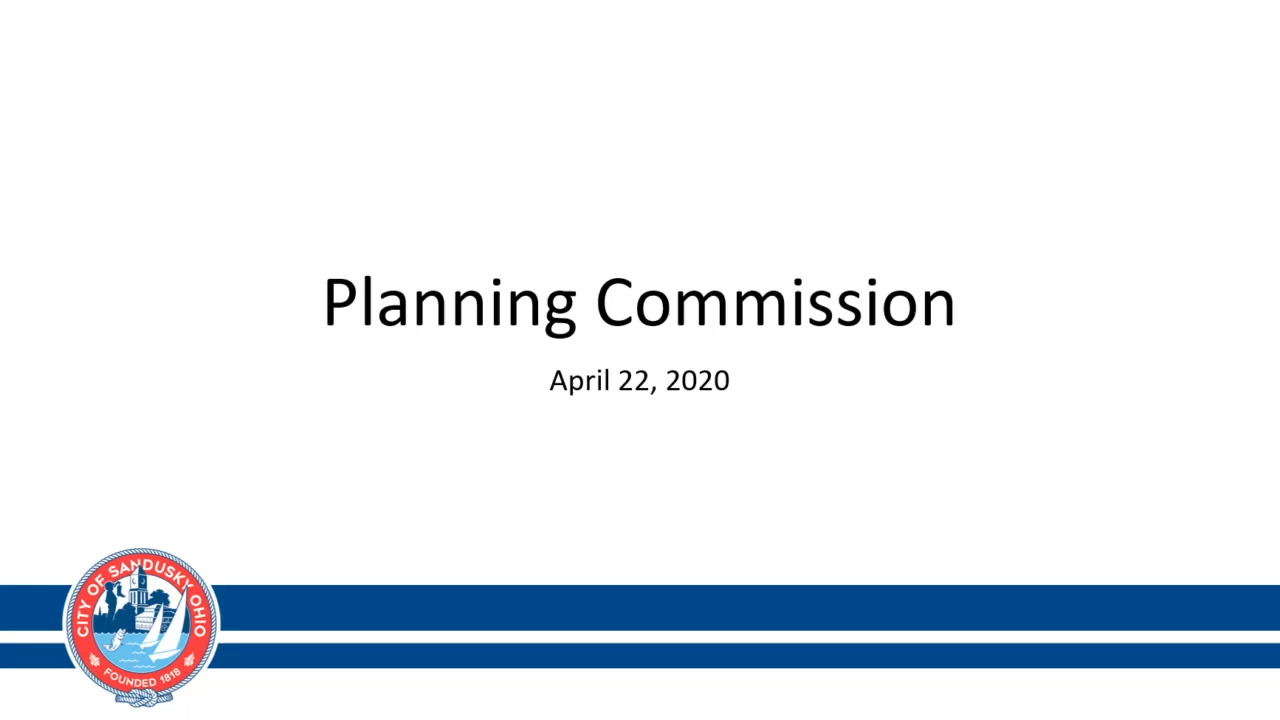 Planning Commission
April 22, 2020
CITY OF SANDUSKY OHIO
FOUNDED 1818